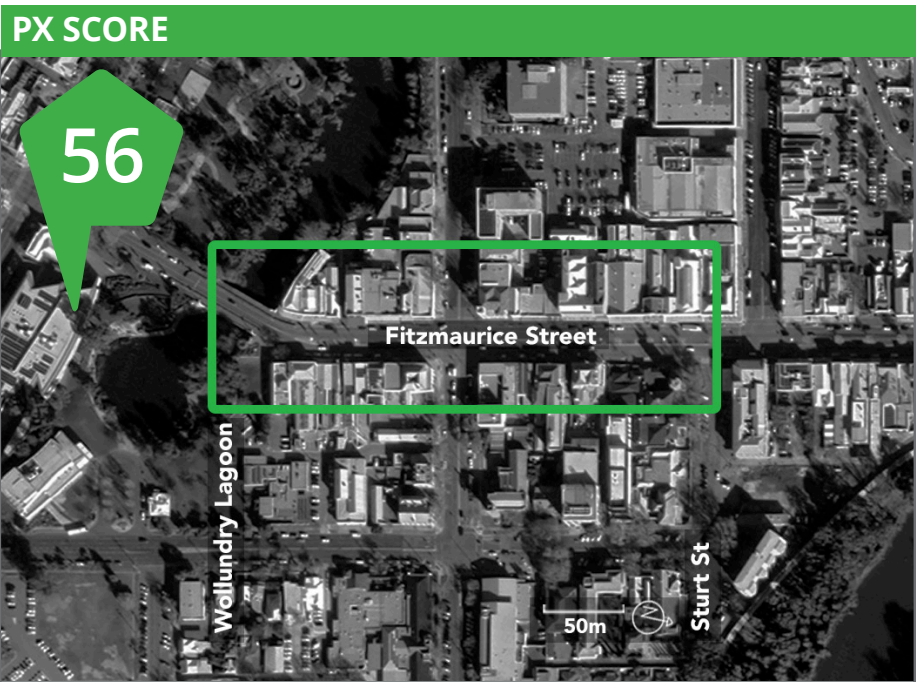 PX SCORE
56
Fitzmaurice Street
Wollundry Lagoon
Sturt St
50m
N